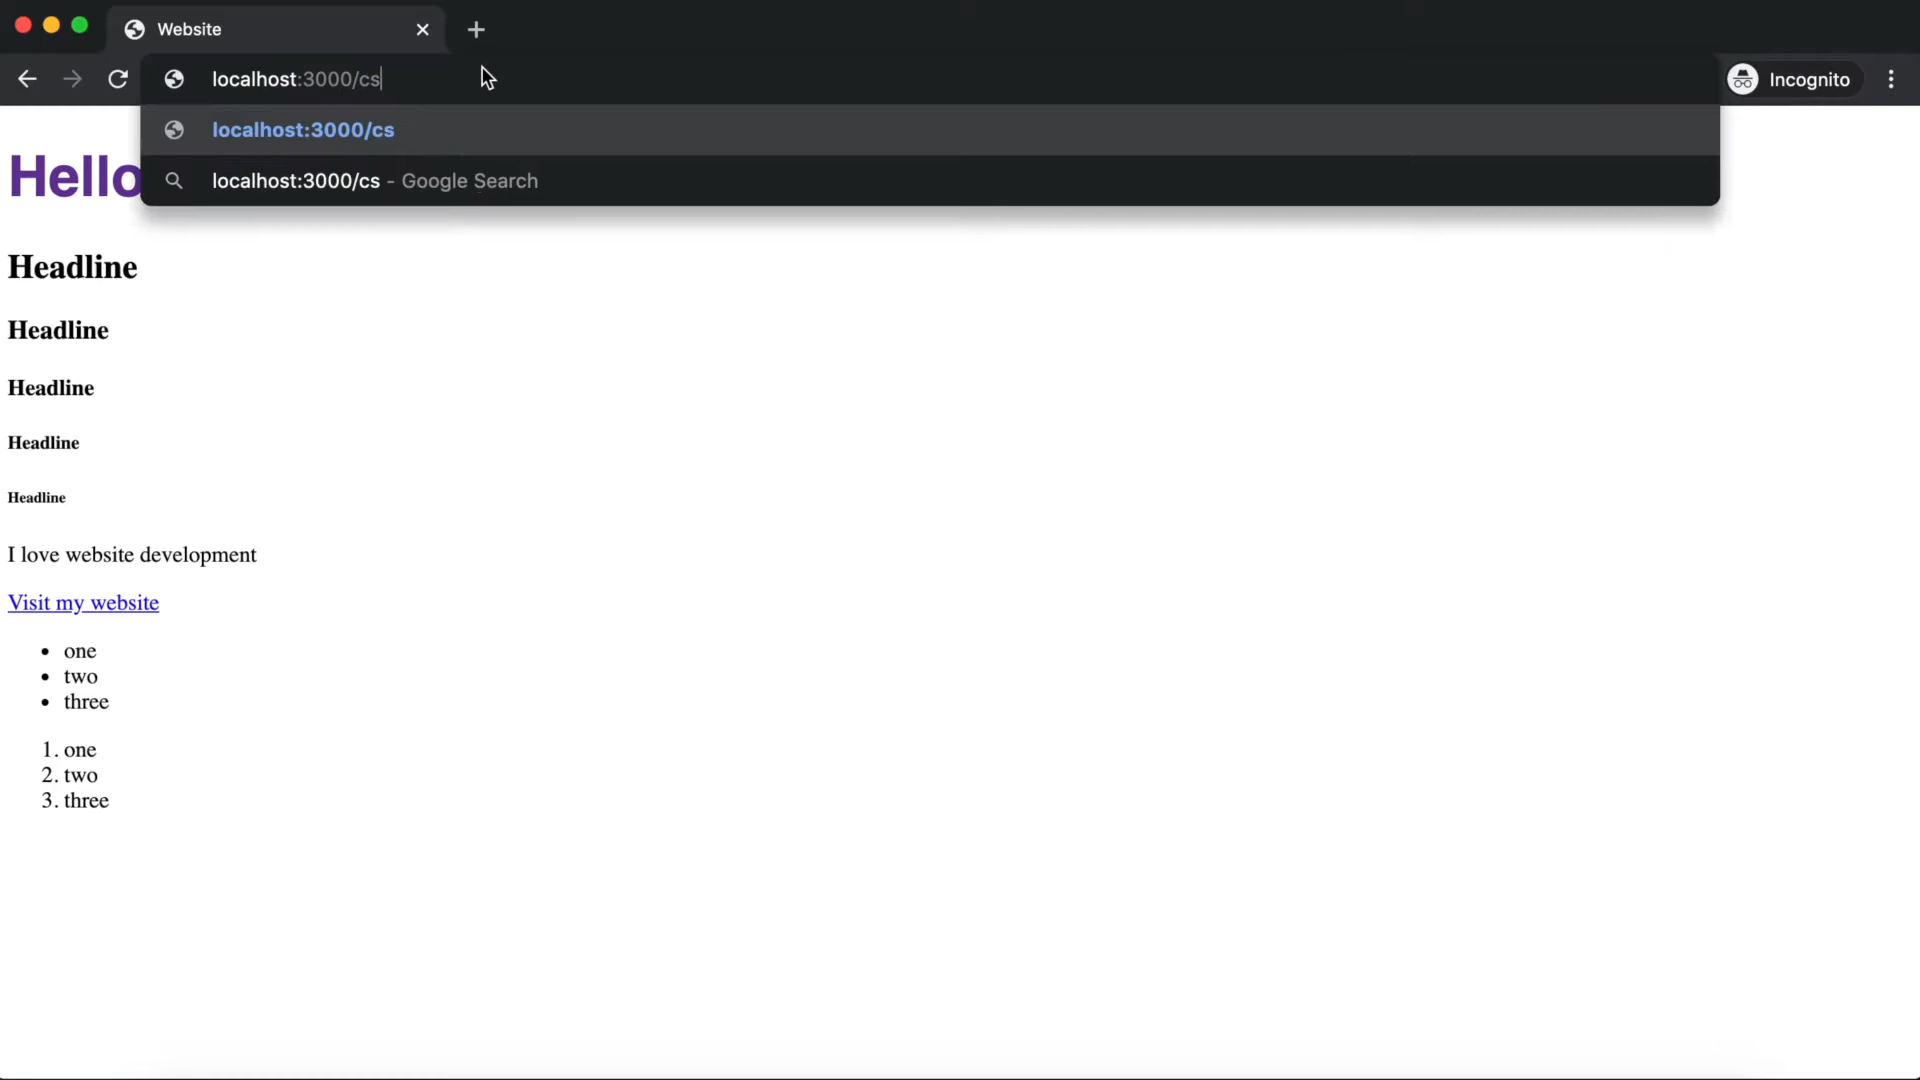 Website
localhost:3000/cs
Incognito
localhost:3000/cs
localhost:3000/cs - Google Search
Hello
Headline
Headline
Headline
Headline
Headline
I love website development
Visit my website
• one
• two
• three
1. one
2. two
3. three